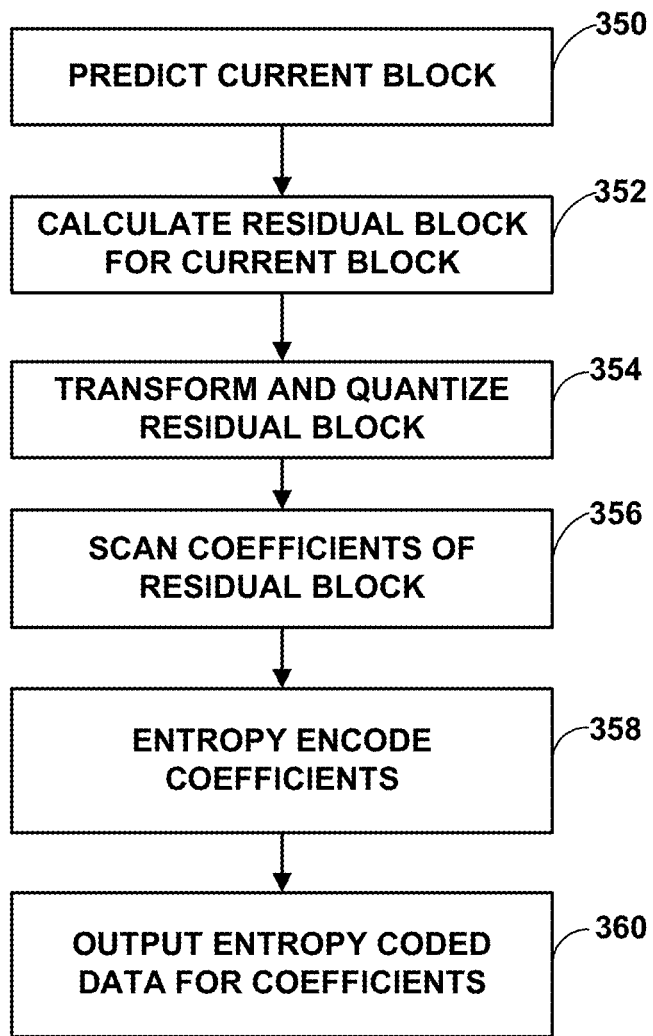 350
PREDICT CURRENT BLOCK
352
CALCULATE RESIDUAL BLOCK
FOR CURRENT BLOCK
354
TRANSFORM AND QUANTIZE
RESIDUAL BLOCK
356
SCAN COEFFICIENTS OF
RESIDUAL BLOCK
358
ENTROPY ENCODE
COEFFICIENTS
360
OUTPUT ENTROPY CODED
DATA FOR COEFFICIENTS